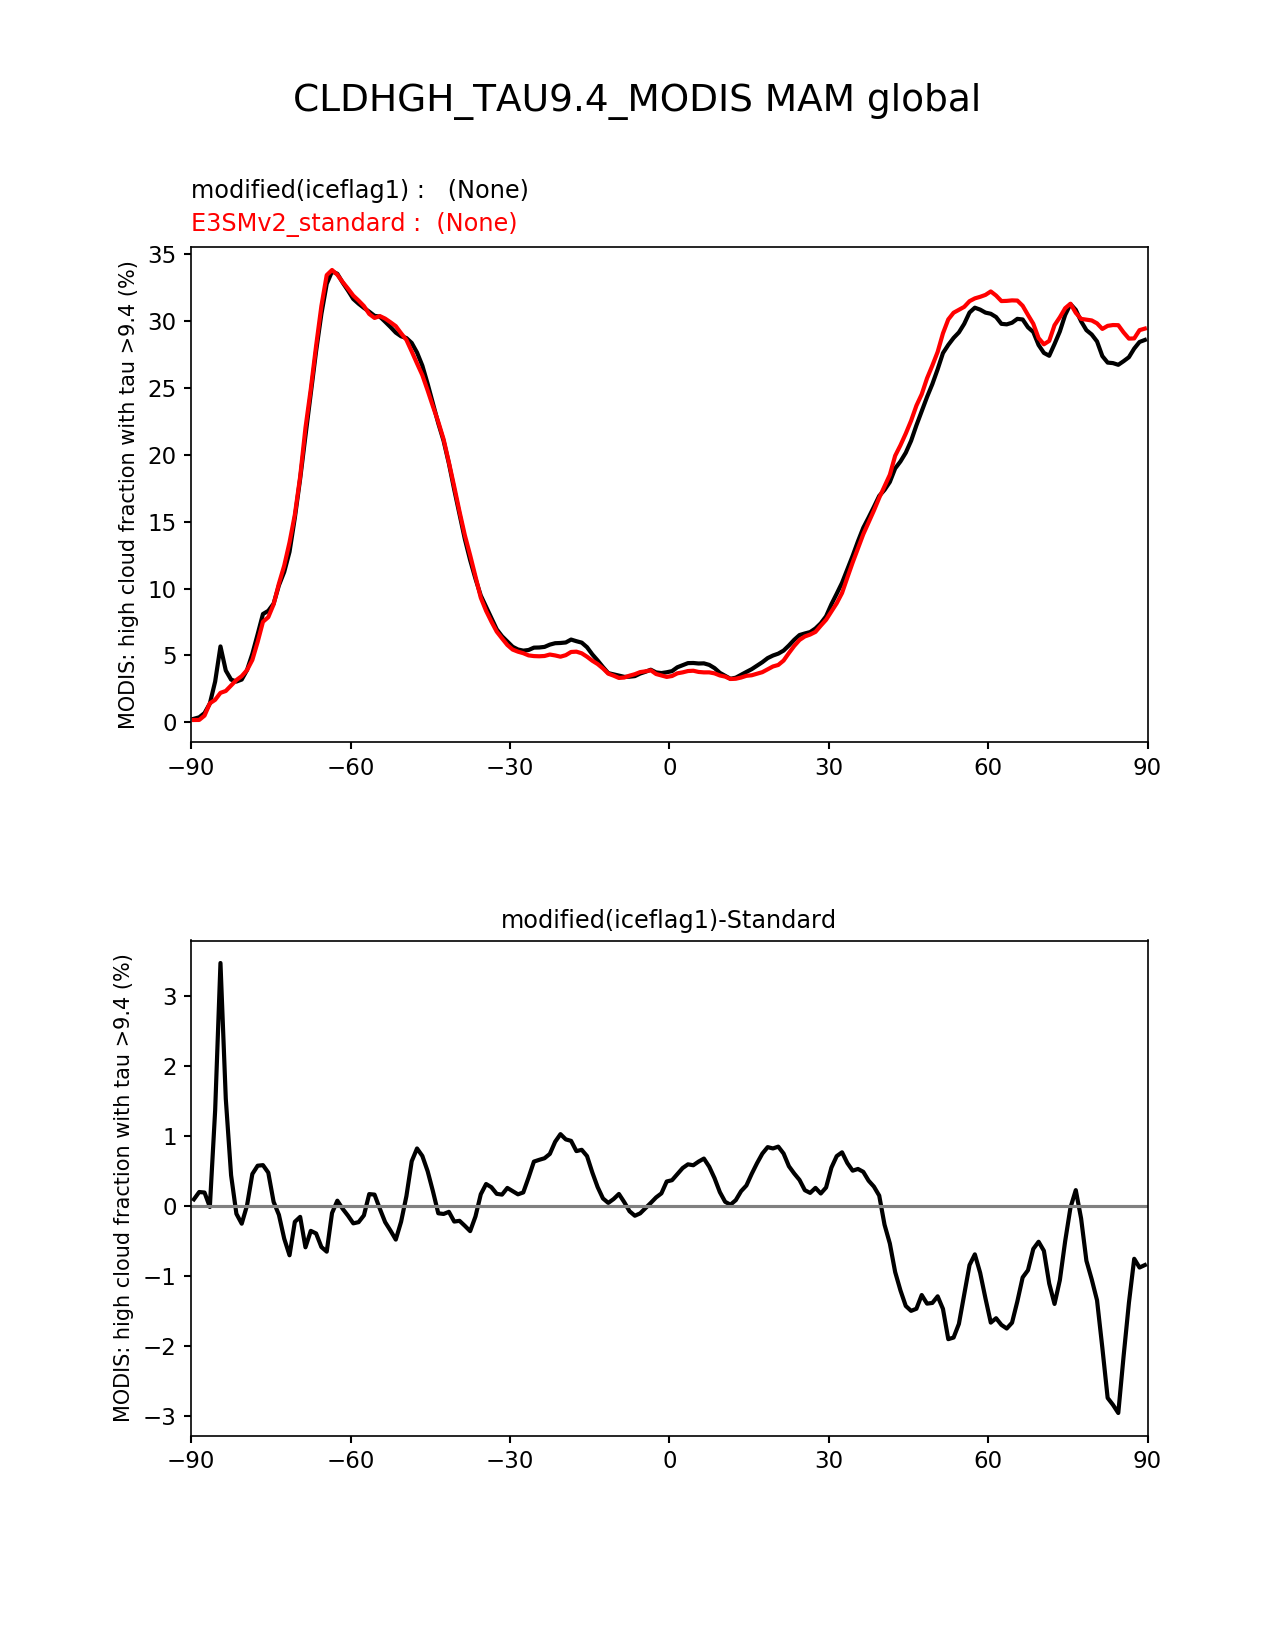 CLDHGH_TAU9.4_MODIS MAM global
modified(iceflag1) :   (None)
E3SMv2_standard :  (None)
MODIS: high cloud fraction with tau >9.4 (%)
35
30
25
20
15
10
5
0
−90 −60 −30 0 30 60 90
modified(iceflag1)-Standard
MODIS: high cloud fraction with tau >9.4 (%)
3
2
1
0
−1
−2
−3
−90 −60 −30 0 30 60 90